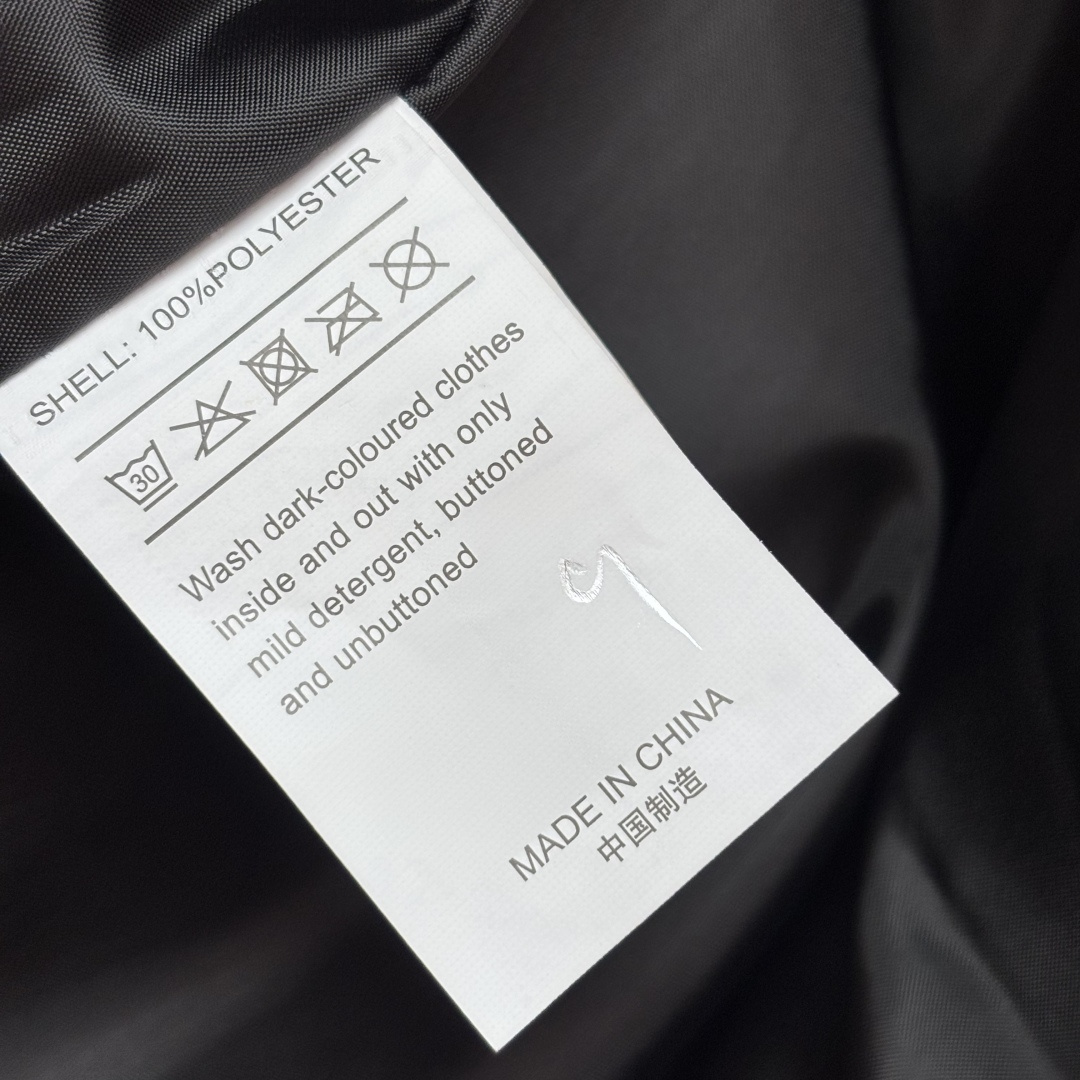 SHELL: 100%POLYESTER
30
Wash dark-coloured clothes
inside and out with only
mild detergent, buttoned
and unbuttoned
MADE IN CHINA
中国制造